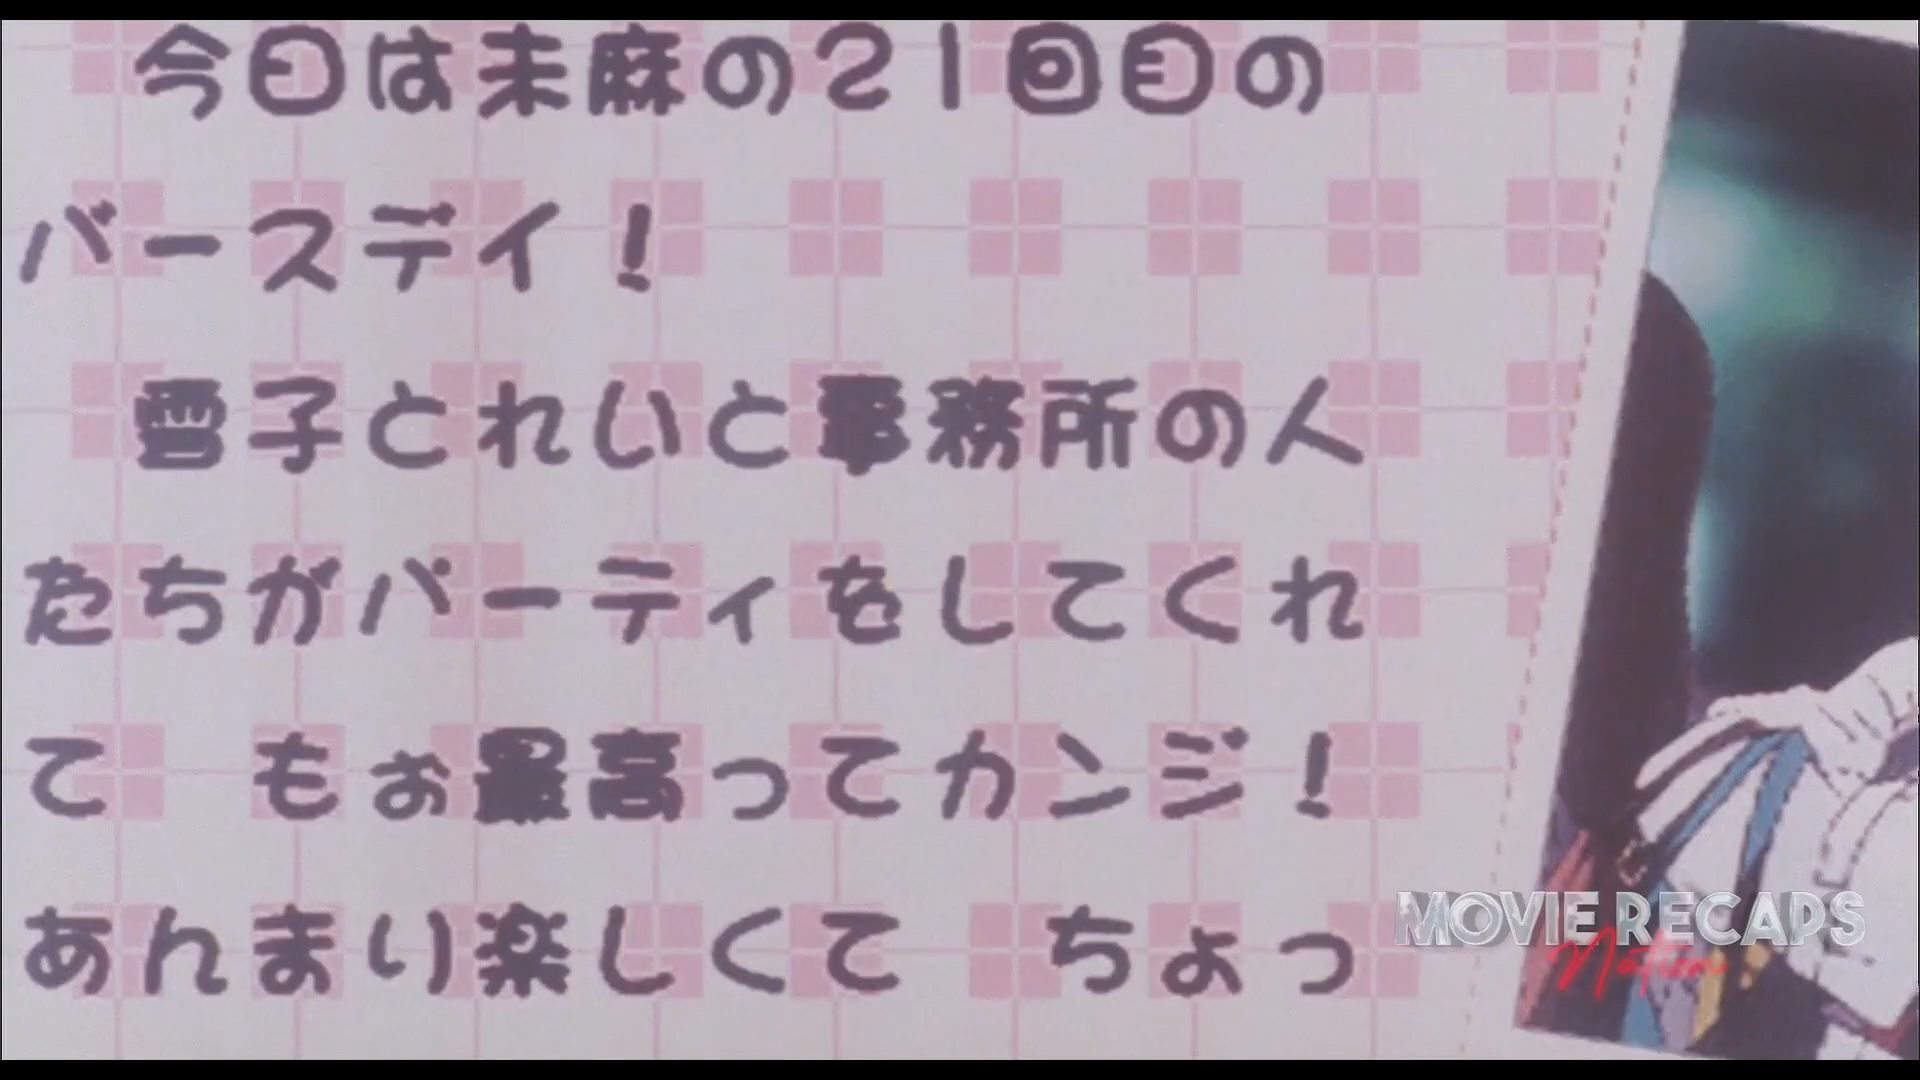 今日は未麻の21回目の
バースデイ！
雪子とれいと事務所の人
たちがパーティをしてくれ
て　もぉ最高ってカンジ！
あんまり楽しくて　ちょっ
MOVIE RECAPS
Nation